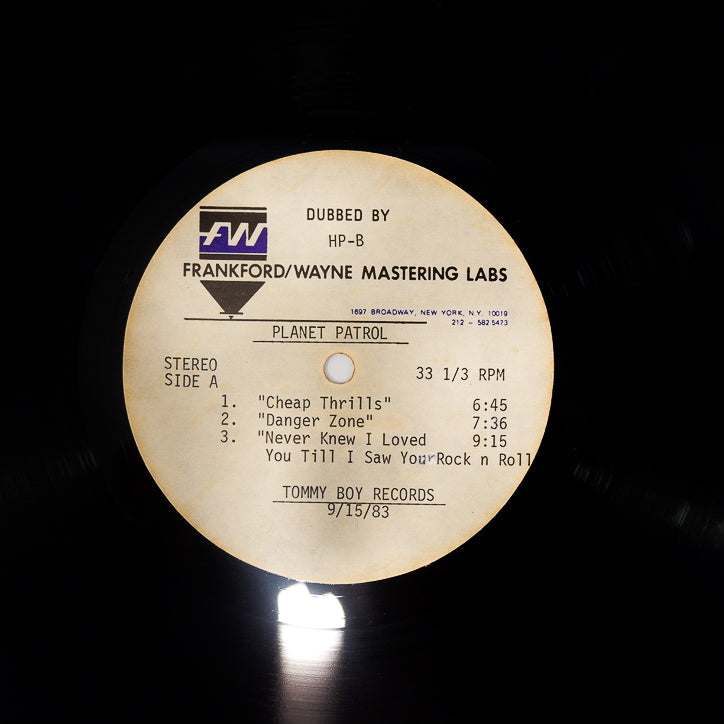 DUBBED BY
FW
HP-B
FRANKFORD/WAYNE MASTERING LABS
1697 BROADWAY, NEW YORK, N.Y. 10019
212 - 582-5473
PLANET PATROL
STEREO 33 1/3 RPM
SIDE A
1. "Cheap Thrills" 6:45
2. "Danger Zone" 7:36
3. "Never Knew I Loved 9:15
You Till I Saw Your Rock n Roll
TOMMY BOY RECORDS
9/15/83